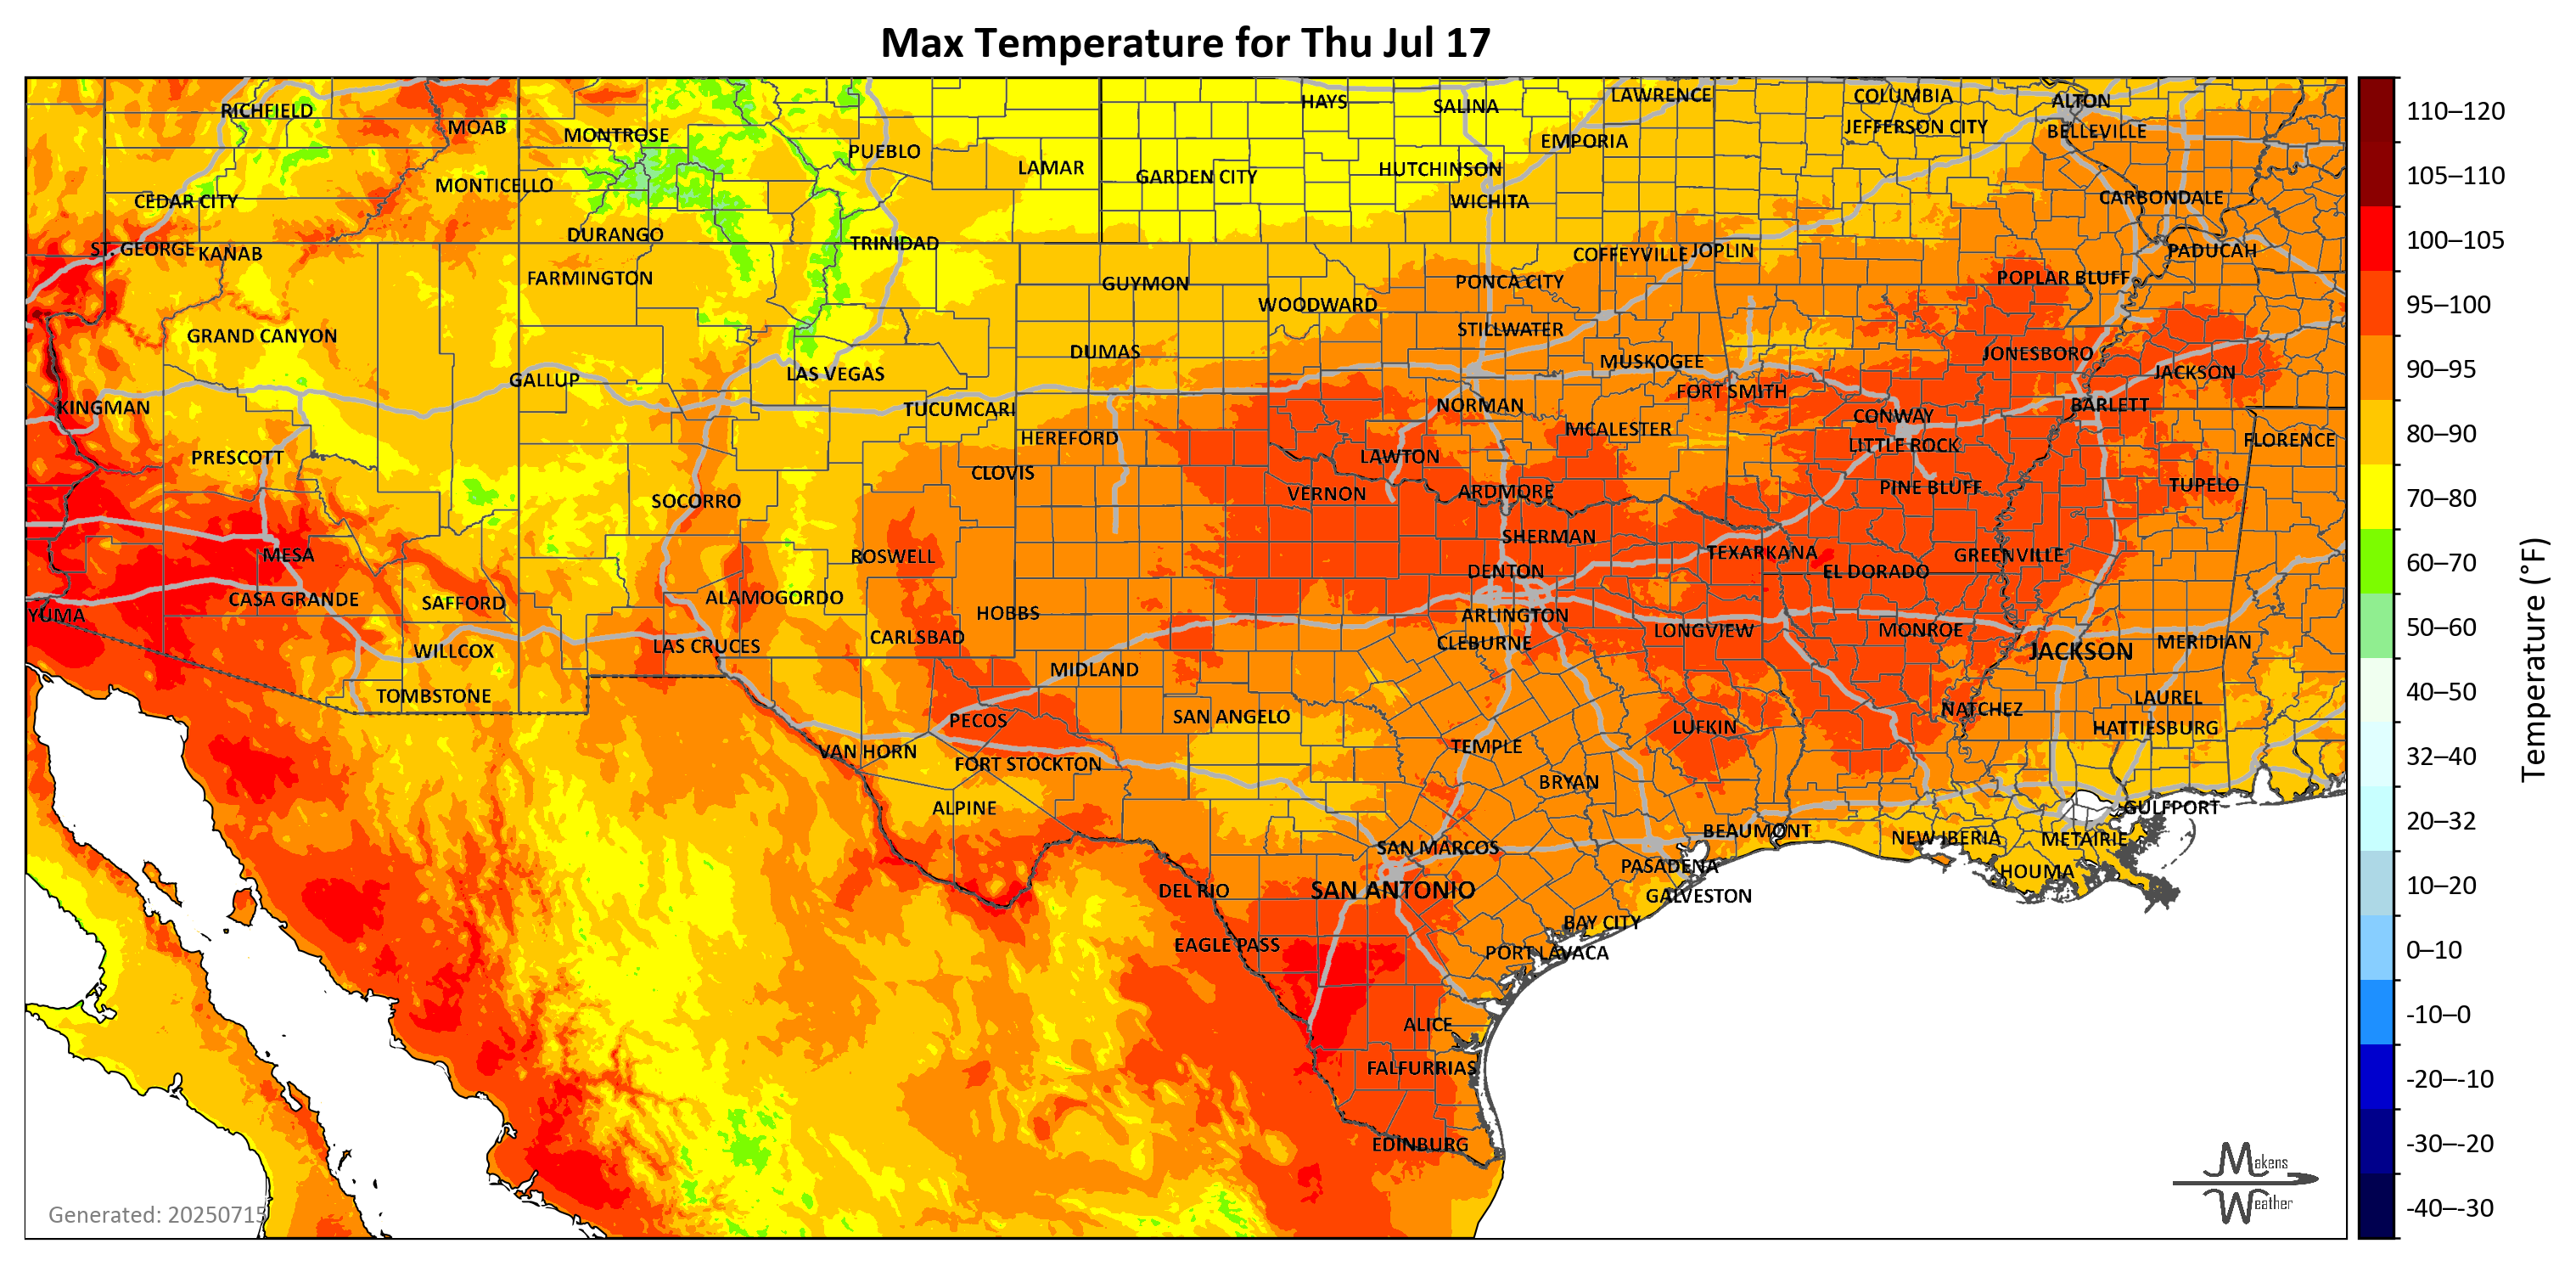 Max Temperature for Thu Jul 17
RICHFIELD
MOAB
MONTROSE
PUEBLO
LAMAR
HAYS
SALINA
LAWRENCE
COLUMBIA
ALTON
JEFFERSON CITY
BELLEVILLE
EMPORIA
HUTCHINSON
GARDEN CITY
MONTICELLO
CEDAR CITY
WICHITA
CARBONDALE
DURANGO
TRINIDAD
ST. GEORGE
KANAB
COFFEYVILLE
JOPLIN
PADUCAH
FARMINGTON
GUYMON
PONCA CITY
POPLAR BLUFF
WOODWARD
GRAND CANYON
STILLWATER
DUMAS
MUSKOGEE
JONESBORO
GALLUP
LAS VEGAS
JACKSON
FORT SMITH
KINGMAN
TUCUMCARI
NORMAN
CONWAY
BARLETT
HEREFORD
MCALESTER
LITTLE ROCK
FLORENCE
PRESCOTT
CLOVIS
LAWTON
SOCORRO
VERNON
ARDMORE
PINE BLUFF
TUPELO
SHERMAN
MESA
ROSWELL
TEXARKANA
GREENVILLE
DENTON
EL DORADO
CASA GRANDE
SAFFORD
ALAMOGORDO
HOBBS
YUMA
ARLINGTON
CARLSBAD
LONGVIEW
MONROE
WILLCOX
LAS CRUCES
CLEBURNE
JACKSON
MERIDIAN
MIDLAND
TOMBSTONE
LAUREL
PECOS
SAN ANGELO
NATCHEZ
LUFKIN
HATTIESBURG
VAN HORN
TEMPLE
FORT STOCKTON
BRYAN
ALPINE
GULFPORT
BEAUMONT
NEW IBERIA
METAIRIE
SAN MARCOS
PASADENA
HOUMA
DEL RIO
SAN ANTONIO
GALVESTON
BAY CITY
EAGLE PASS
PORT LAVACA
ALICE
FALFURRIAS
EDINBURG
Generated: 20250715
Makens
Weather
110–120
105–110
100–105
95–100
90–95
80–90
70–80
60–70
50–60
40–50
32–40
20–32
10–20
0–10
-10–0
-20–-10
-30–-20
-40–-30
Temperature (°F)